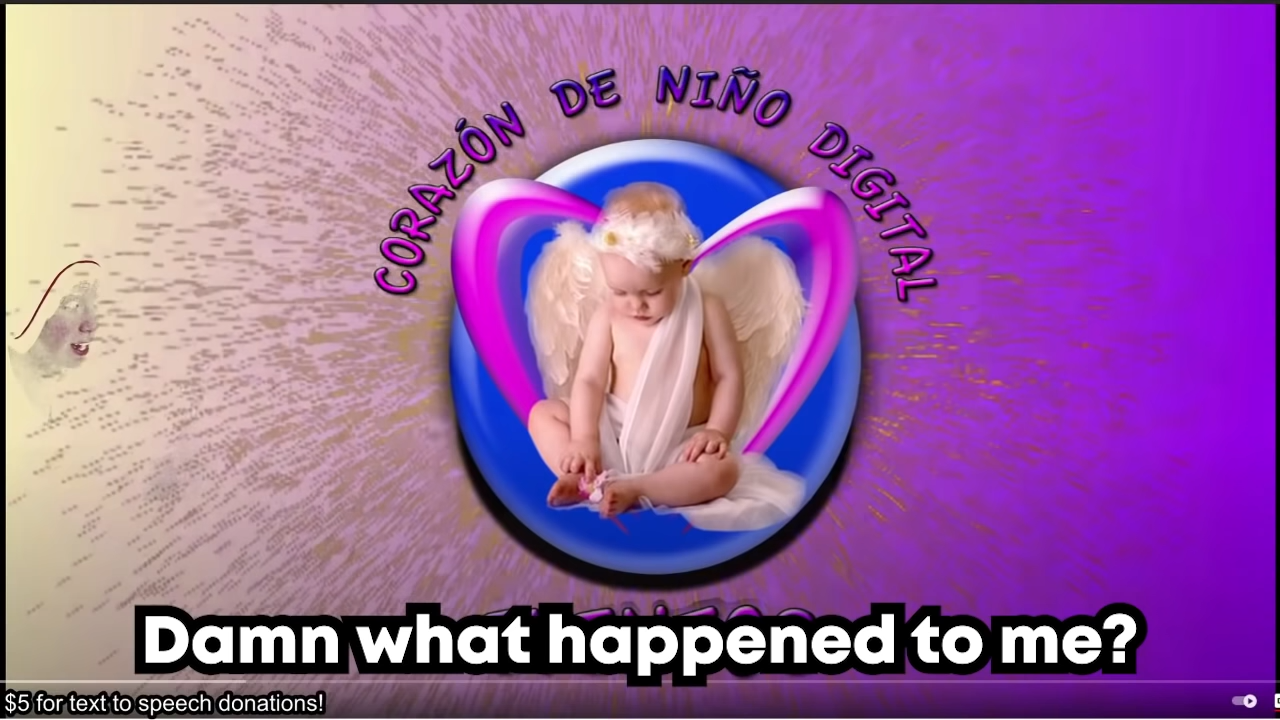 CORAZÓN DE NIÑO DIGITAL
Damn what happened to me?
$5 for text to speech donations!